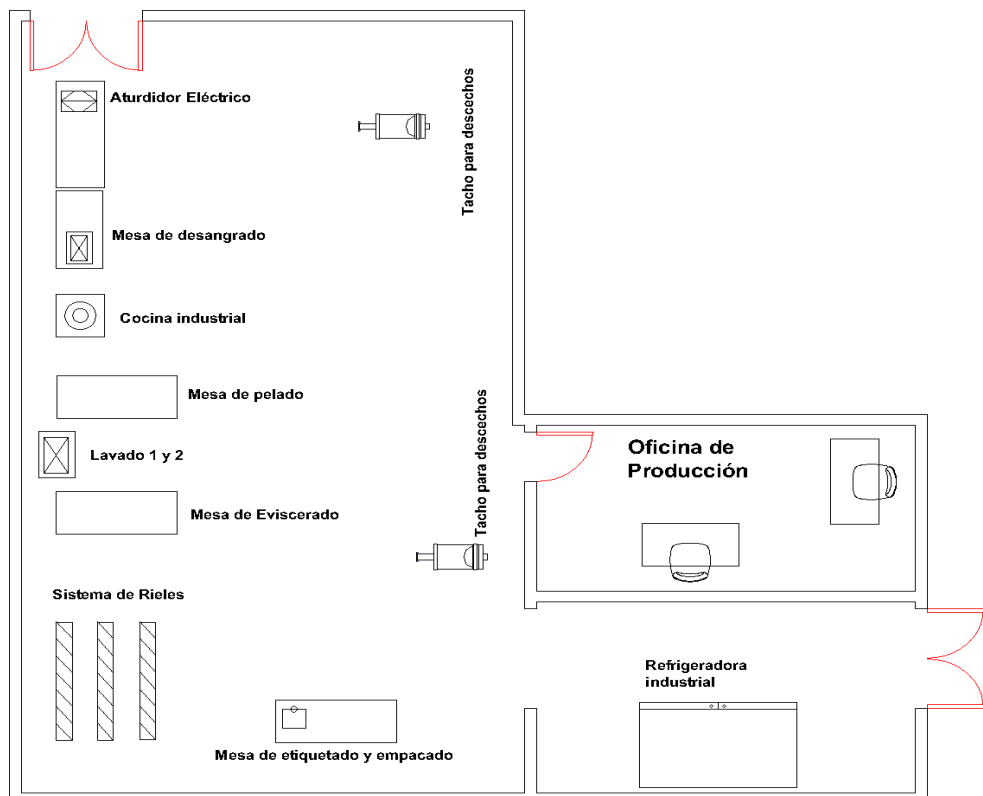 Aturdidor Eléctrico
Tacho para descechos
Mesa de desangrado
Cocina industrial
Mesa de pelado
Lavado 1 y 2
Mesa de Eviscerado
Tacho para descechos
Oficina de
Producción
Sistema de Rieles
Refrigeradora
industrial
Mesa de etiquetado y empacado